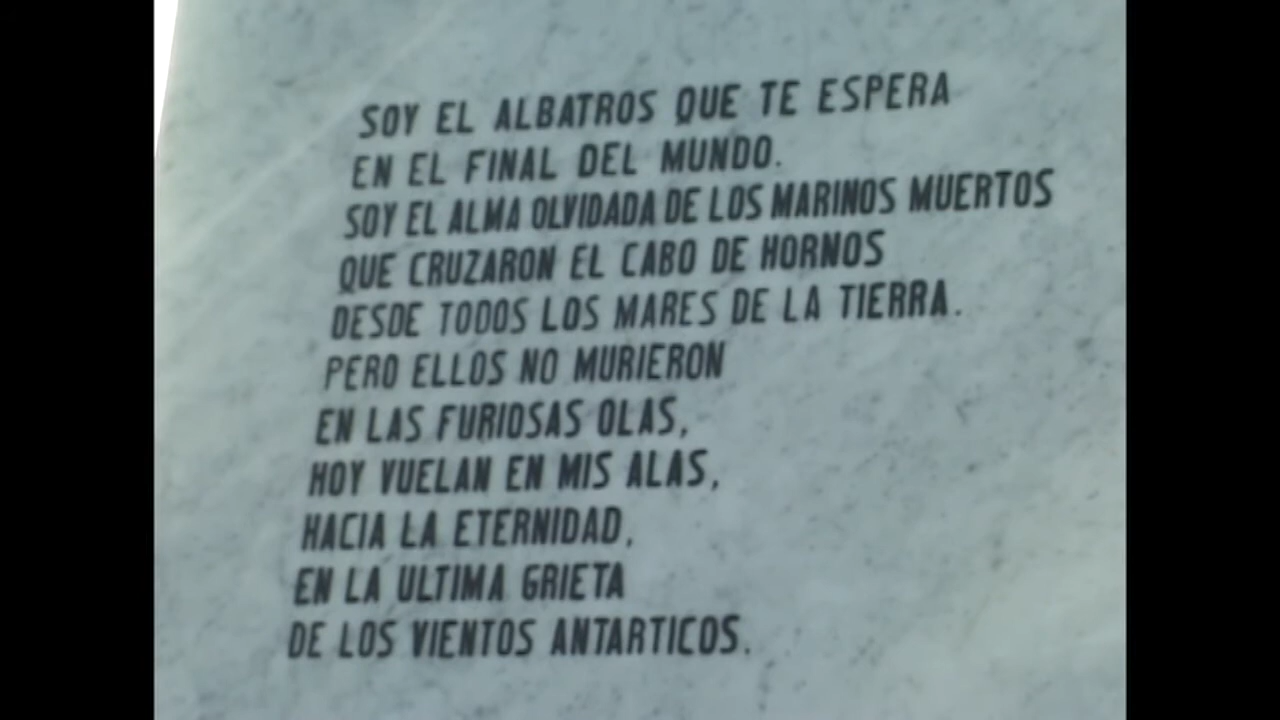 SOY EL ALBATROS QUE TE ESPERA
EN EL FINAL DEL MUNDO.
SOY EL ALMA OLVIDADA DE LOS MARINOS MUERTOS
QUE CRUZARON EL CABO DE HORNOS
DESDE TODOS LOS MARES DE LA TIERRA.
PERO ELLOS NO MURIERON
EN LAS FURIOSAS OLAS,
HOY VUELAN EN MIS ALAS,
HACIA LA ETERNIDAD,
EN LA ULTIMA GRIETA
DE LOS VIENTOS ANTARTICOS.